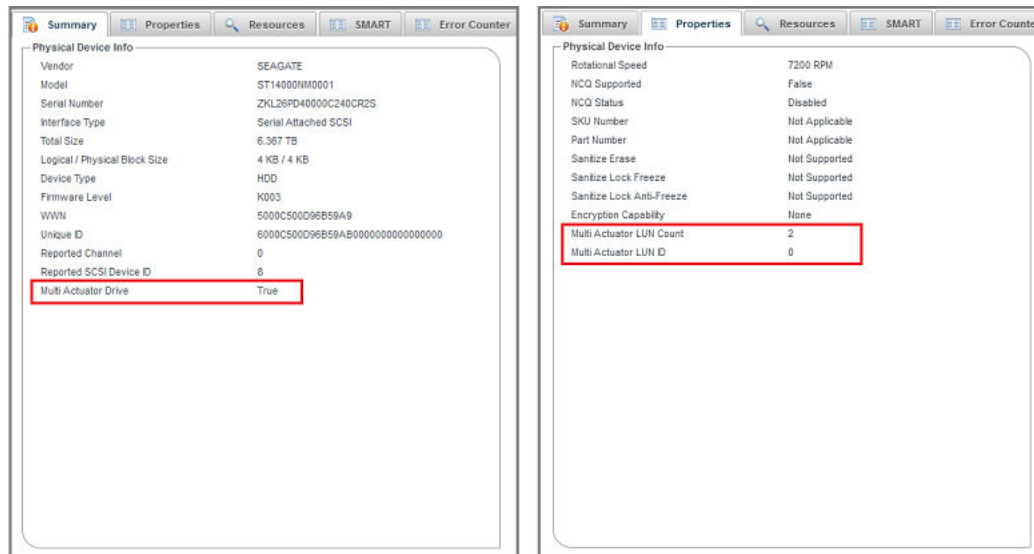 Summary Properties Resources SMART Error Counter
Physical Device Info
Vendor SEAGATE
Model ST14000NM0001
Serial Number ZKL26PD40000C240CR2S
Interface Type Serial Attached SCSI
Total Size 6.367 TB
Logical / Physical Block Size 4 KB / 4 KB
Device Type HDD
Firmware Level K003
WWN 5000C500D96B59A9
Unique ID 6000C500D96B59AB0000000000000000
Reported Channel 0
Reported SCSI Device ID 8
Multi Actuator Drive True
Summary Properties Resources SMART Error Counte
Physical Device Info
Rotational Speed 7200 RPM
NCQ Supported False
NCQ Status Disabled
SKU Number Not Applicable
Part Number Not Applicable
Sanitize Erase Not Supported
Sanitize Lock Freeze Not Supported
Sanitize Lock Anti-Freeze Not Supported
Encryption Capability None
Multi Actuator LUN Count 2
Multi Actuator LUN ID 0